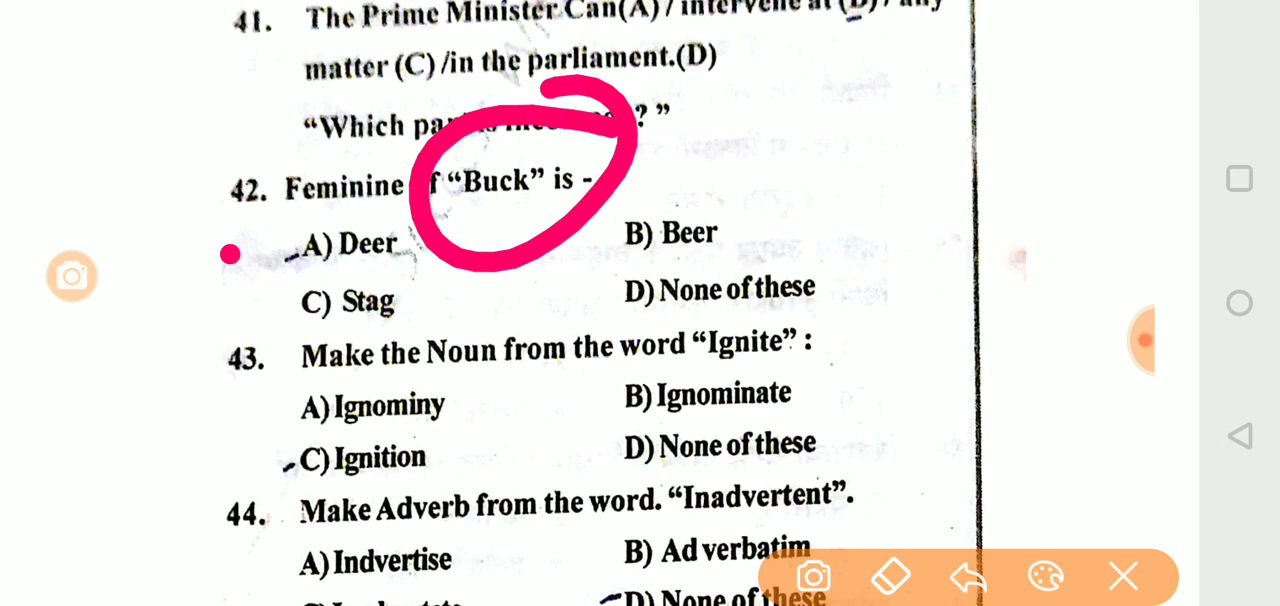 41. The Prime Minister Can(A) / intervene at (B) / any
matter (C) /in the parliament.(D)
“Which ? ”
42. Feminine “Buck” is -
A) Deer B) Beer
C) Stag D) None of these
43. Make the Noun from the word “Ignite” :
A) Ignominy B) Ignominate
C) Ignition D) None of these
44. Make Adverb from the word. “Inadvertent”.
A) Indvertise B) Ad verbatim
D) None of these